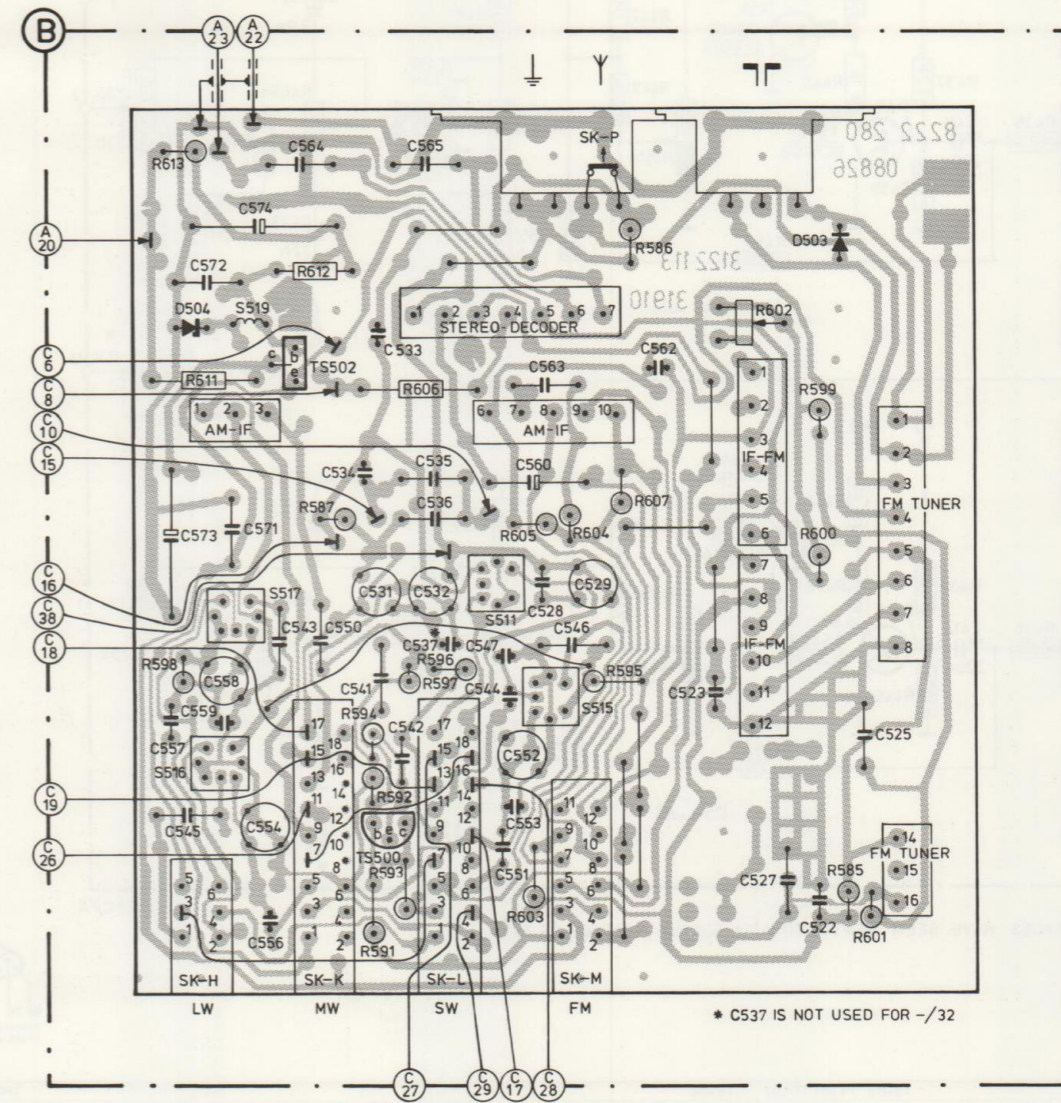 B
A 23
A 22
8222 280
08826
R613
C564
C565
SK-P
C574
R586
D503
A 20
3122 113
C572
R612
31910
D504
S519
1 2 3 4 5 6 7
STEREO-DECODER
R602
C533
C 6
c b e
TS502
C562
C 8
R611
R606
C563
1
R599
C 10
1 2 3
AM-IF
6 7 8 9 10
AM-IF
2
3
IF-FM
4
5
6
1
2
3
FM TUNER
4
5
6
7
8
C 15
C534
C535
C560
R587
C536
R607
C573
C571
R605
R604
R600
C 16
C531
C532
S511
C528
C529
7
8
9
IF-FM
10
11
12
C 38
S517
C543
C550
*
C537
C547
C546
C 18
R598
C558
R596
R597
C541
C544
R595
C523
C559
R594
C542
S515
C525
C557
S516
17
18
15
16
13
14
11
12
9
10
7
8
5
6
3
4
1
2
17
18
15
16
13
14
11
12
9
10
7
8
5
6
3
4
1
2
C552
C 19
R592
C545
C554
b e c
TS500
C553
11
12
9
10
7
8
5
6
3
4
1
2
14
FM TUNER
15
16
C 26
R593
C551
5
6
3
4
1
2
C527
R585
C556
R591
R603
C522
R601
SK-H
SK-K
SK-L
SK-M
LW
MW
SW
FM
* C537 IS NOT USED FOR -/32
C 27
C 29
C 17
C 28